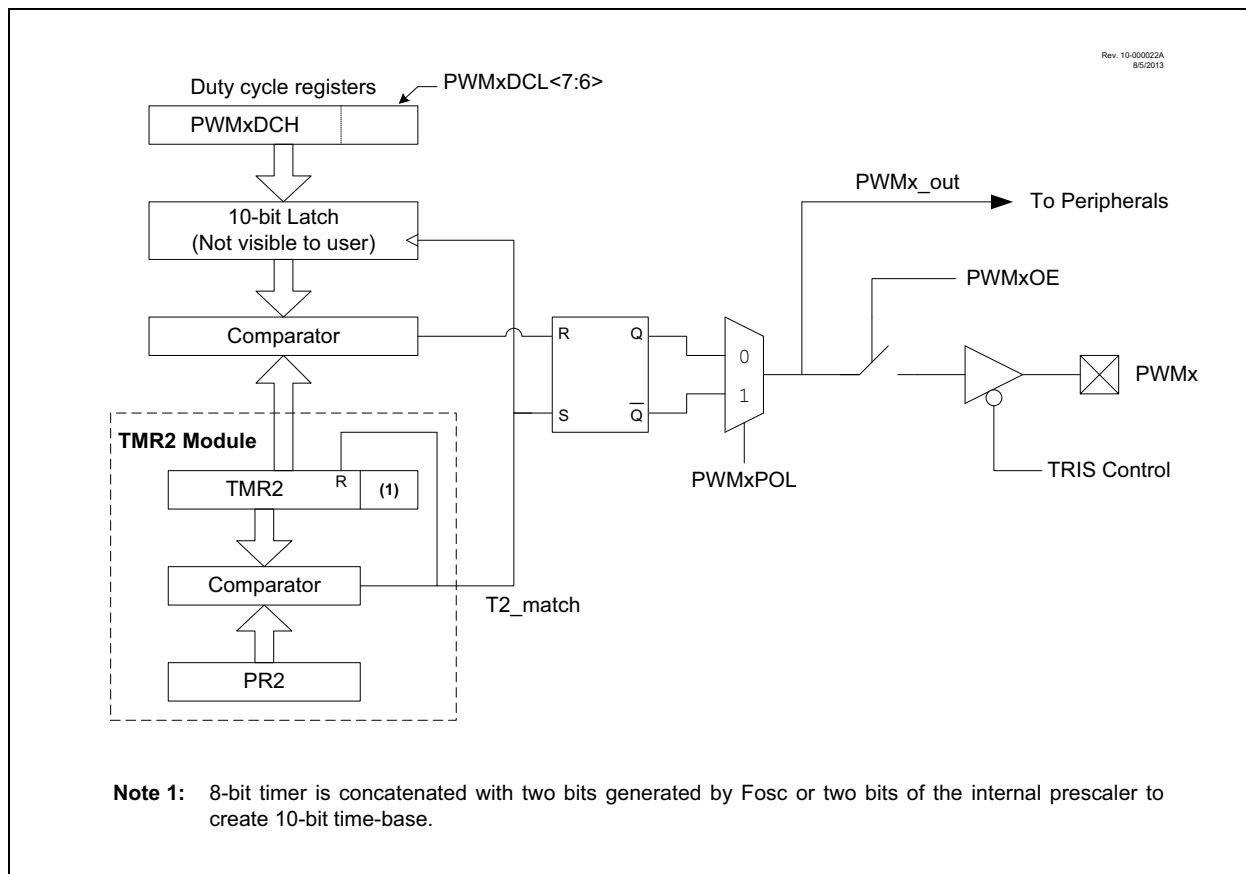 Rev. 10-000022A
8/5/2013
Duty cycle registers
PWMxDCL<7:6>
PWMxDCH
10-bit Latch
(Not visible to user)
Comparator
PWMx_out
To Peripherals
PWMxOE
R
Q
S
Q̅
0
1
PWMxPOL
PWMx
TRIS Control
TMR2 Module
TMR2
R
(1)
Comparator
T2_match
PR2
Note 1: 8-bit timer is concatenated with two bits generated by Fosc or two bits of the internal prescaler to
create 10-bit time-base.